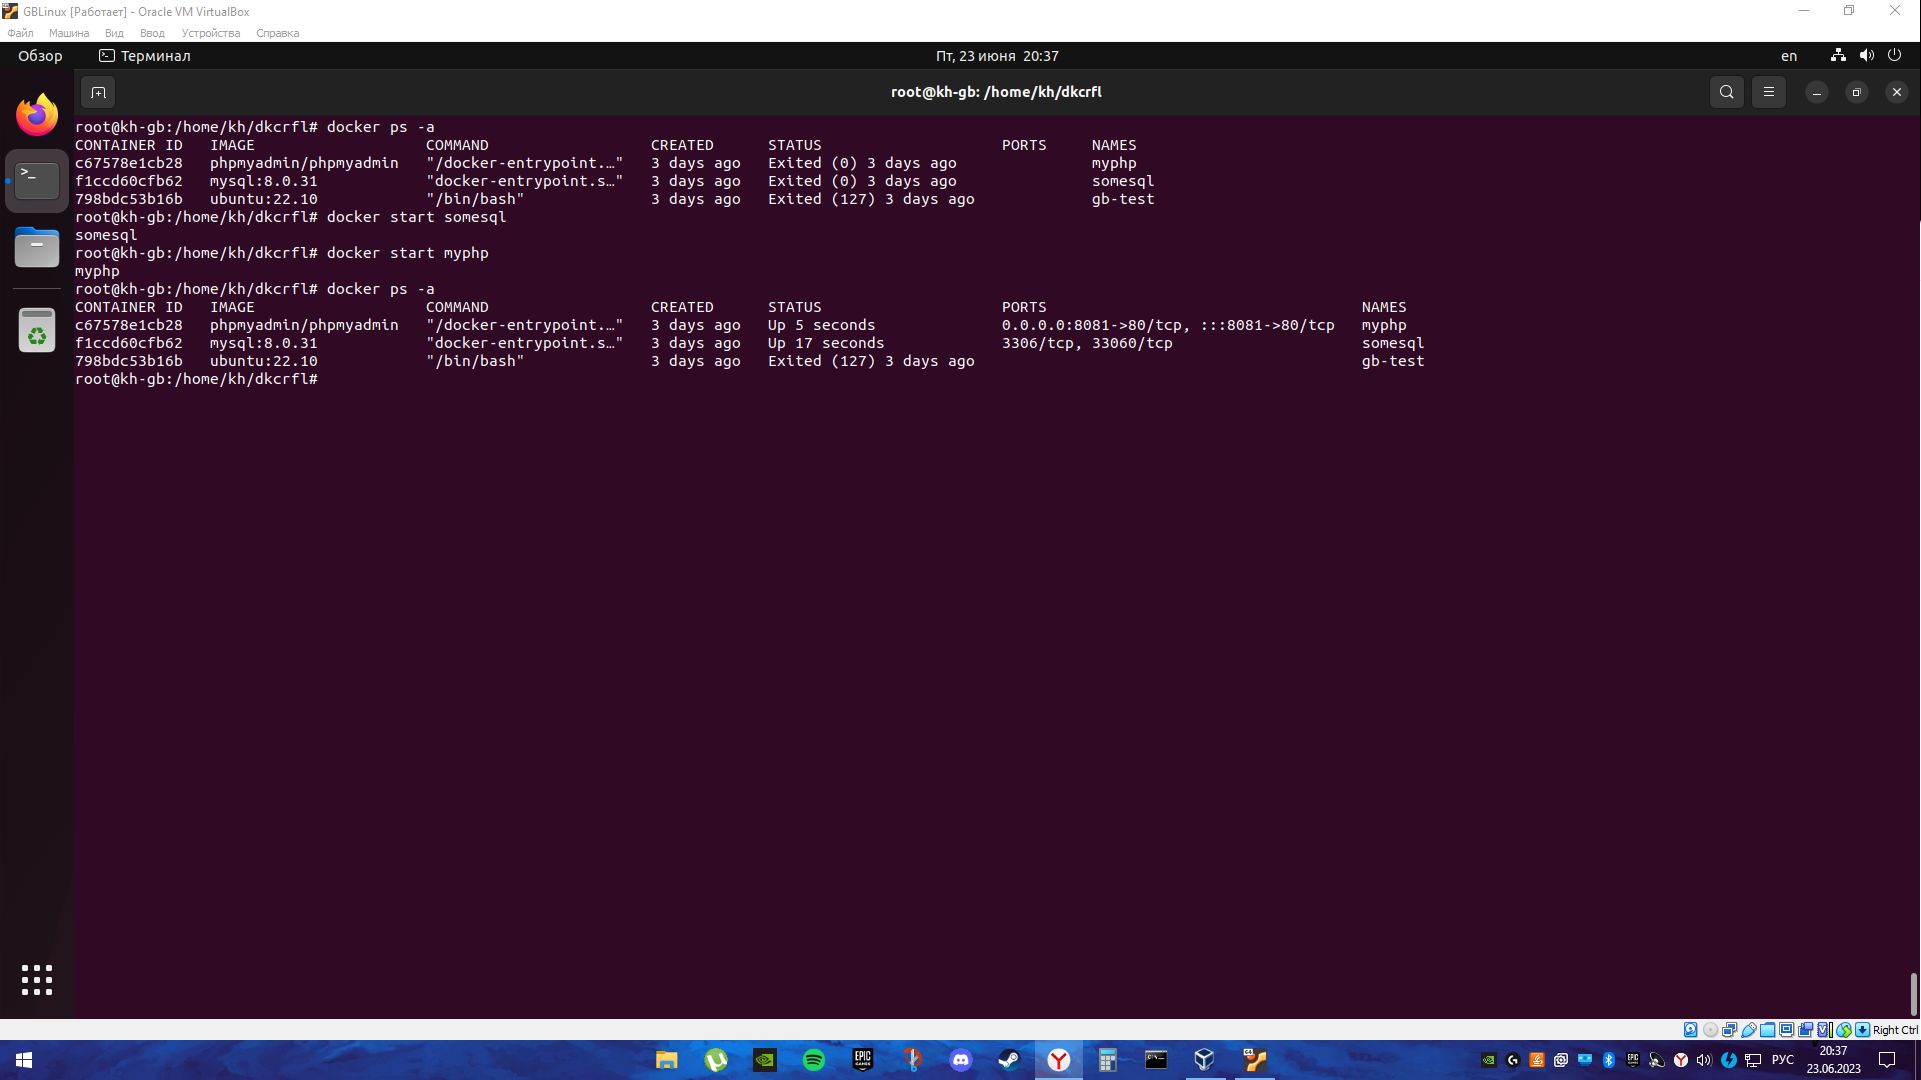 GBLinux [Работает] - Oracle VM VirtualBox
Файл Машина Вид Ввод Устройства Справка
Обзор Терминал Пт, 23 июня 20:37 en
root@kh-gb: /home/kh/dkcrfl
root@kh-gb:/home/kh/dkcrfl# docker ps -a
CONTAINER ID IMAGE COMMAND CREATED STATUS PORTS NAMES
c67578e1cb28 phpmyadmin/phpmyadmin "/docker-entrypoint.…" 3 days ago Exited (0) 3 days ago myphp
f1ccd60cfb62 mysql:8.0.31 "docker-entrypoint.s…" 3 days ago Exited (0) 3 days ago somesql
798bdc53b16b ubuntu:22.10 "/bin/bash" 3 days ago Exited (127) 3 days ago gb-test
root@kh-gb:/home/kh/dkcrfl# docker start somesql
somesql
root@kh-gb:/home/kh/dkcrfl# docker start myphp
myphp
root@kh-gb:/home/kh/dkcrfl# docker ps -a
CONTAINER ID IMAGE COMMAND CREATED STATUS PORTS NAMES
c67578e1cb28 phpmyadmin/phpmyadmin "/docker-entrypoint.…" 3 days ago Up 5 seconds 0.0.0.0:8081->80/tcp, :::8081->80/tcp myphp
f1ccd60cfb62 mysql:8.0.31 "docker-entrypoint.s…" 3 days ago Up 17 seconds 3306/tcp, 33060/tcp somesql
798bdc53b16b ubuntu:22.10 "/bin/bash" 3 days ago Exited (127) 3 days ago gb-test
root@kh-gb:/home/kh/dkcrfl#
Right Ctrl
EPIC GAMES
РУС
20:37
23.06.2023